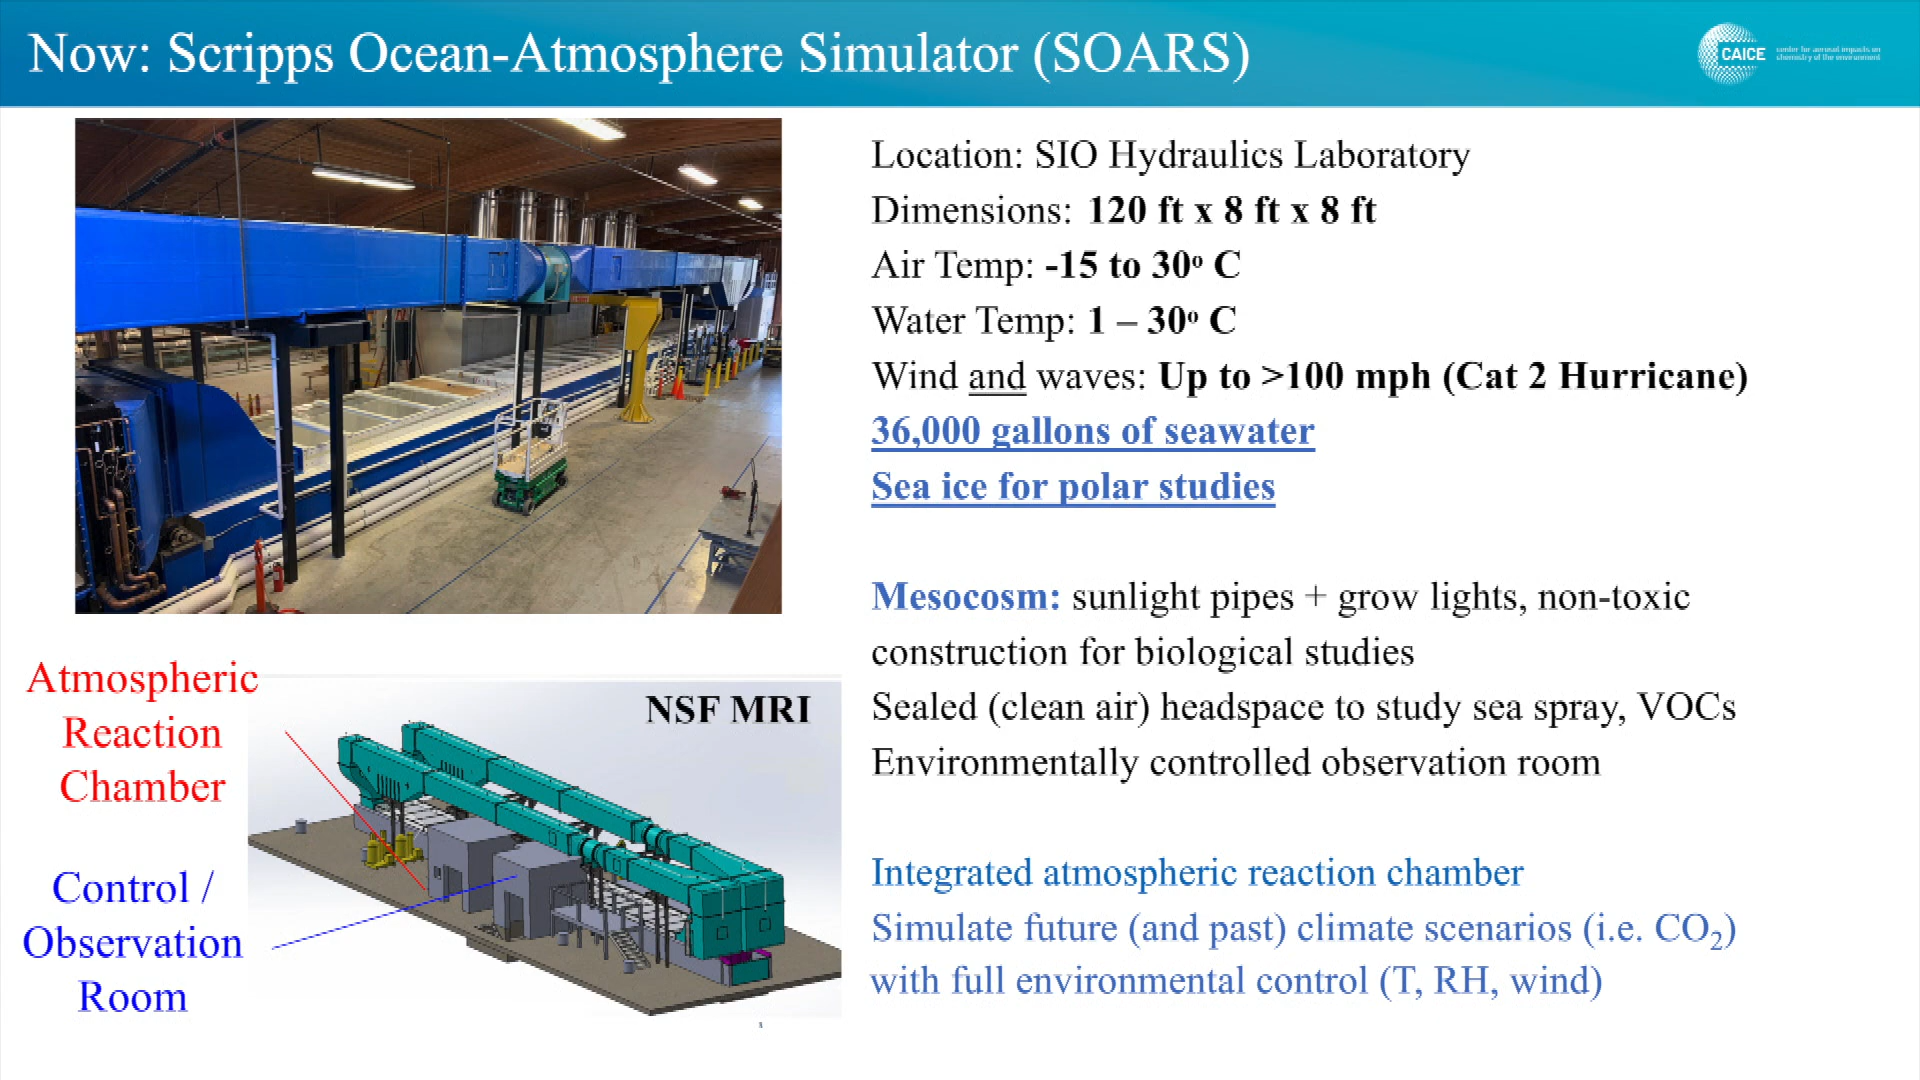 Now: Scripps Ocean-Atmosphere Simulator (SOARS)
CAICE
center for aerosol impacts on
chemistry of the environment
Location: SIO Hydraulics Laboratory
Dimensions: 120 ft x 8 ft x 8 ft
Air Temp: -15 to 30º C
Water Temp: 1 – 30º C
Wind and waves: Up to >100 mph (Cat 2 Hurricane)
36,000 gallons of seawater
Sea ice for polar studies
Mesocosm: sunlight pipes + grow lights, non-toxic
construction for biological studies
Sealed (clean air) headspace to study sea spray, VOCs
Environmentally controlled observation room
Integrated atmospheric reaction chamber
Simulate future (and past) climate scenarios (i.e. CO₂)
with full environmental control (T, RH, wind)
Atmospheric
Reaction
Chamber
NSF MRI
Control /
Observation
Room